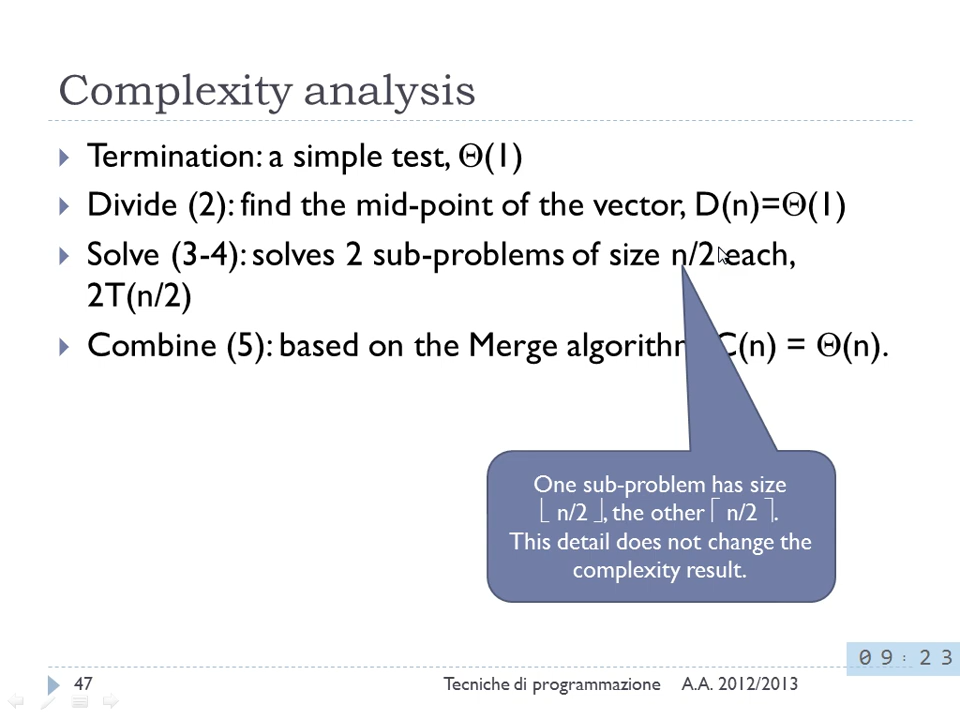 Complexity analysis
Termination: a simple test, Θ(1)
Divide (2): find the mid-point of the vector, D(n)=Θ(1)
Solve (3-4): solves 2 sub-problems of size n/2 each,
2T(n/2)
Combine (5): based on the Merge algorithm C(n) = Θ(n).
One sub-problem has size
⎣ n/2 ⎦, the other ⎡ n/2 ⎤.
This detail does not change the
complexity result.
09:23
47 Tecniche di programmazione A.A. 2012/2013